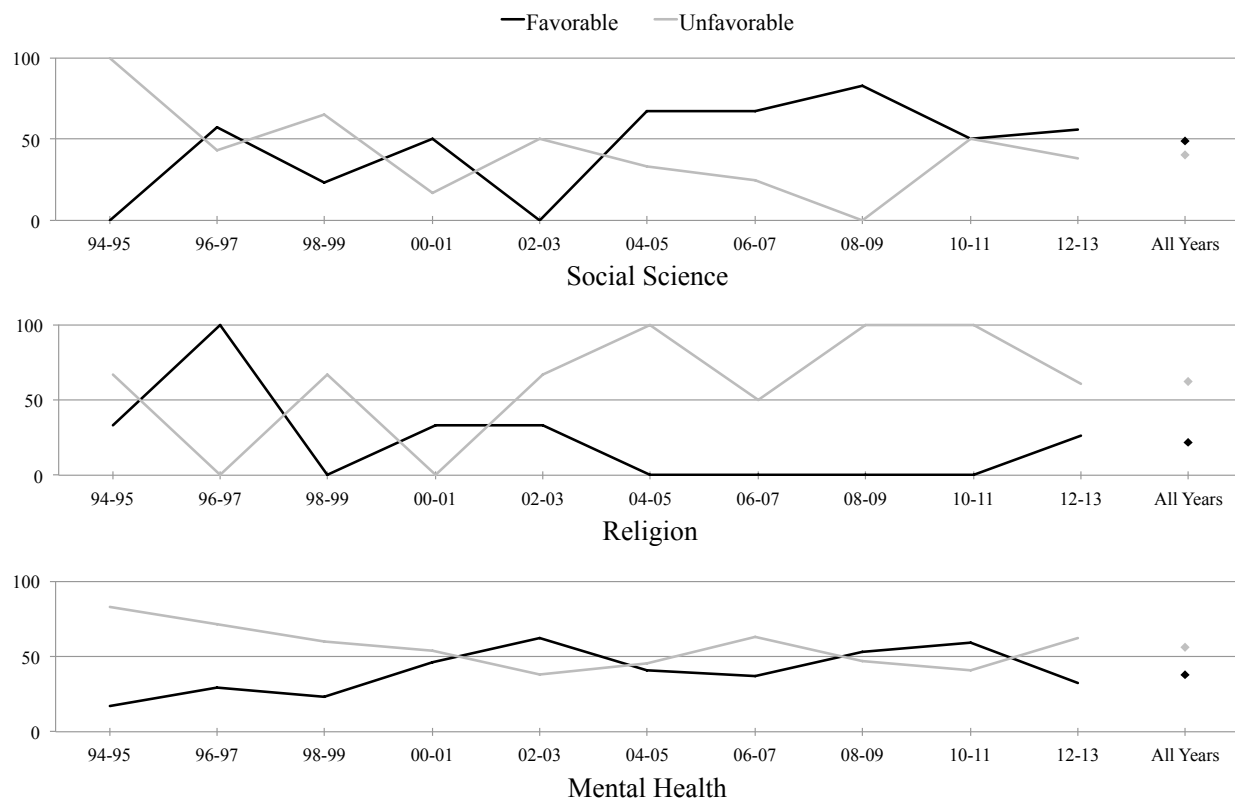 Favorable Unfavorable
100
50
0
94-95 96-97 98-99 00-01 02-03 04-05 06-07 08-09 10-11 12-13 All Years
Social Science
100
50
0
94-95 96-97 98-99 00-01 02-03 04-05 06-07 08-09 10-11 12-13 All Years
Religion
100
50
0
94-95 96-97 98-99 00-01 02-03 04-05 06-07 08-09 10-11 12-13 All Years
Mental Health